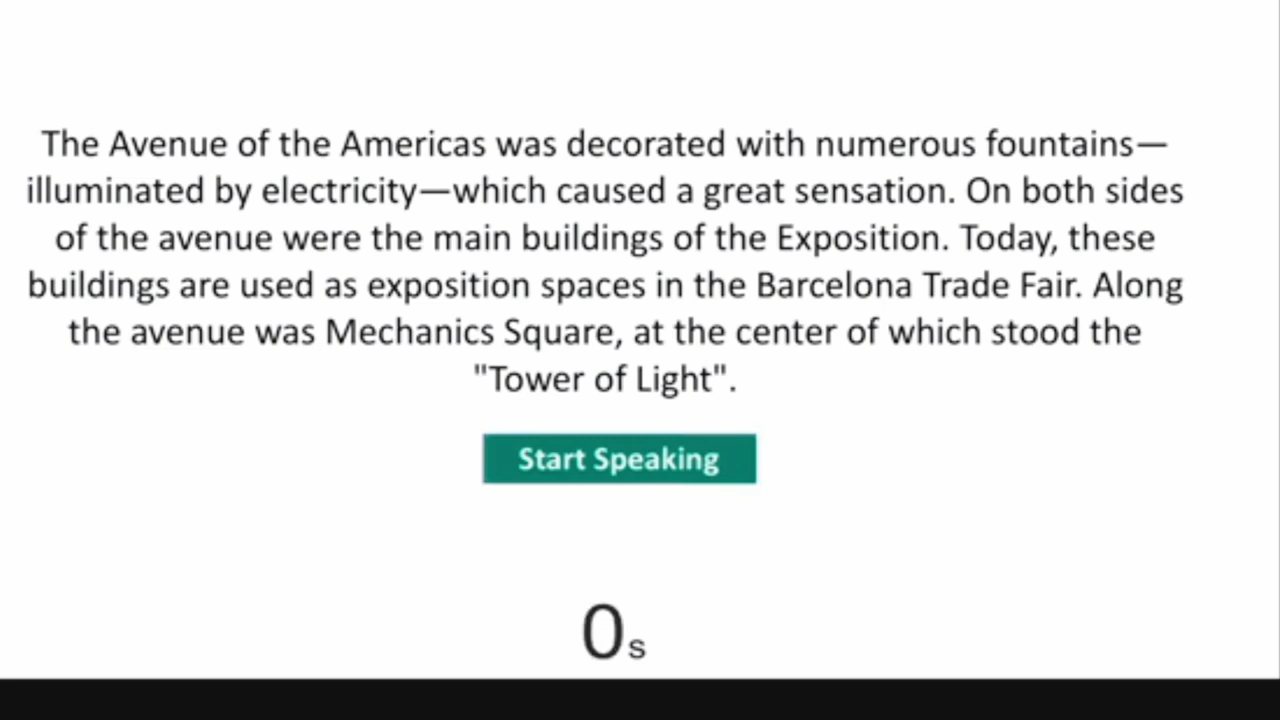 The Avenue of the Americas was decorated with numerous fountains—
illuminated by electricity—which caused a great sensation. On both sides
of the avenue were the main buildings of the Exposition. Today, these
buildings are used as exposition spaces in the Barcelona Trade Fair. Along
the avenue was Mechanics Square, at the center of which stood the
"Tower of Light".
Start Speaking
0s